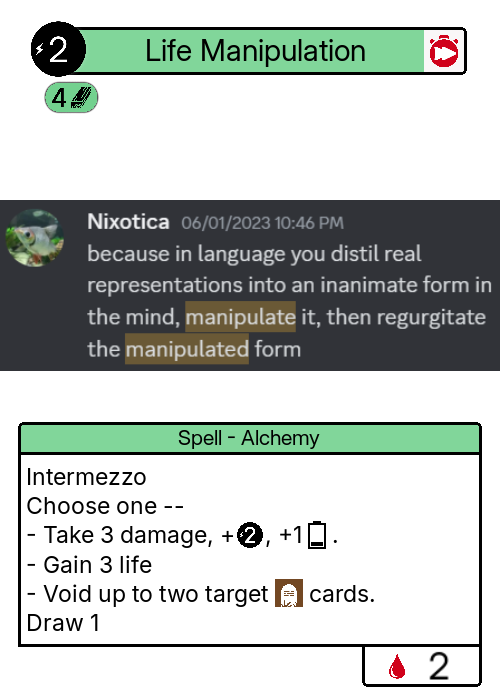 2 Life Manipulation
4
Nixotica 06/01/2023 10:46 PM
because in language you distil real
representations into an inanimate form in
the mind, manipulate it, then regurgitate
the manipulated form
Spell - Alchemy
Intermezzo
Choose one --
- Take 3 damage, +2, +1 .
- Gain 3 life
- Void up to two target cards.
Draw 1
2